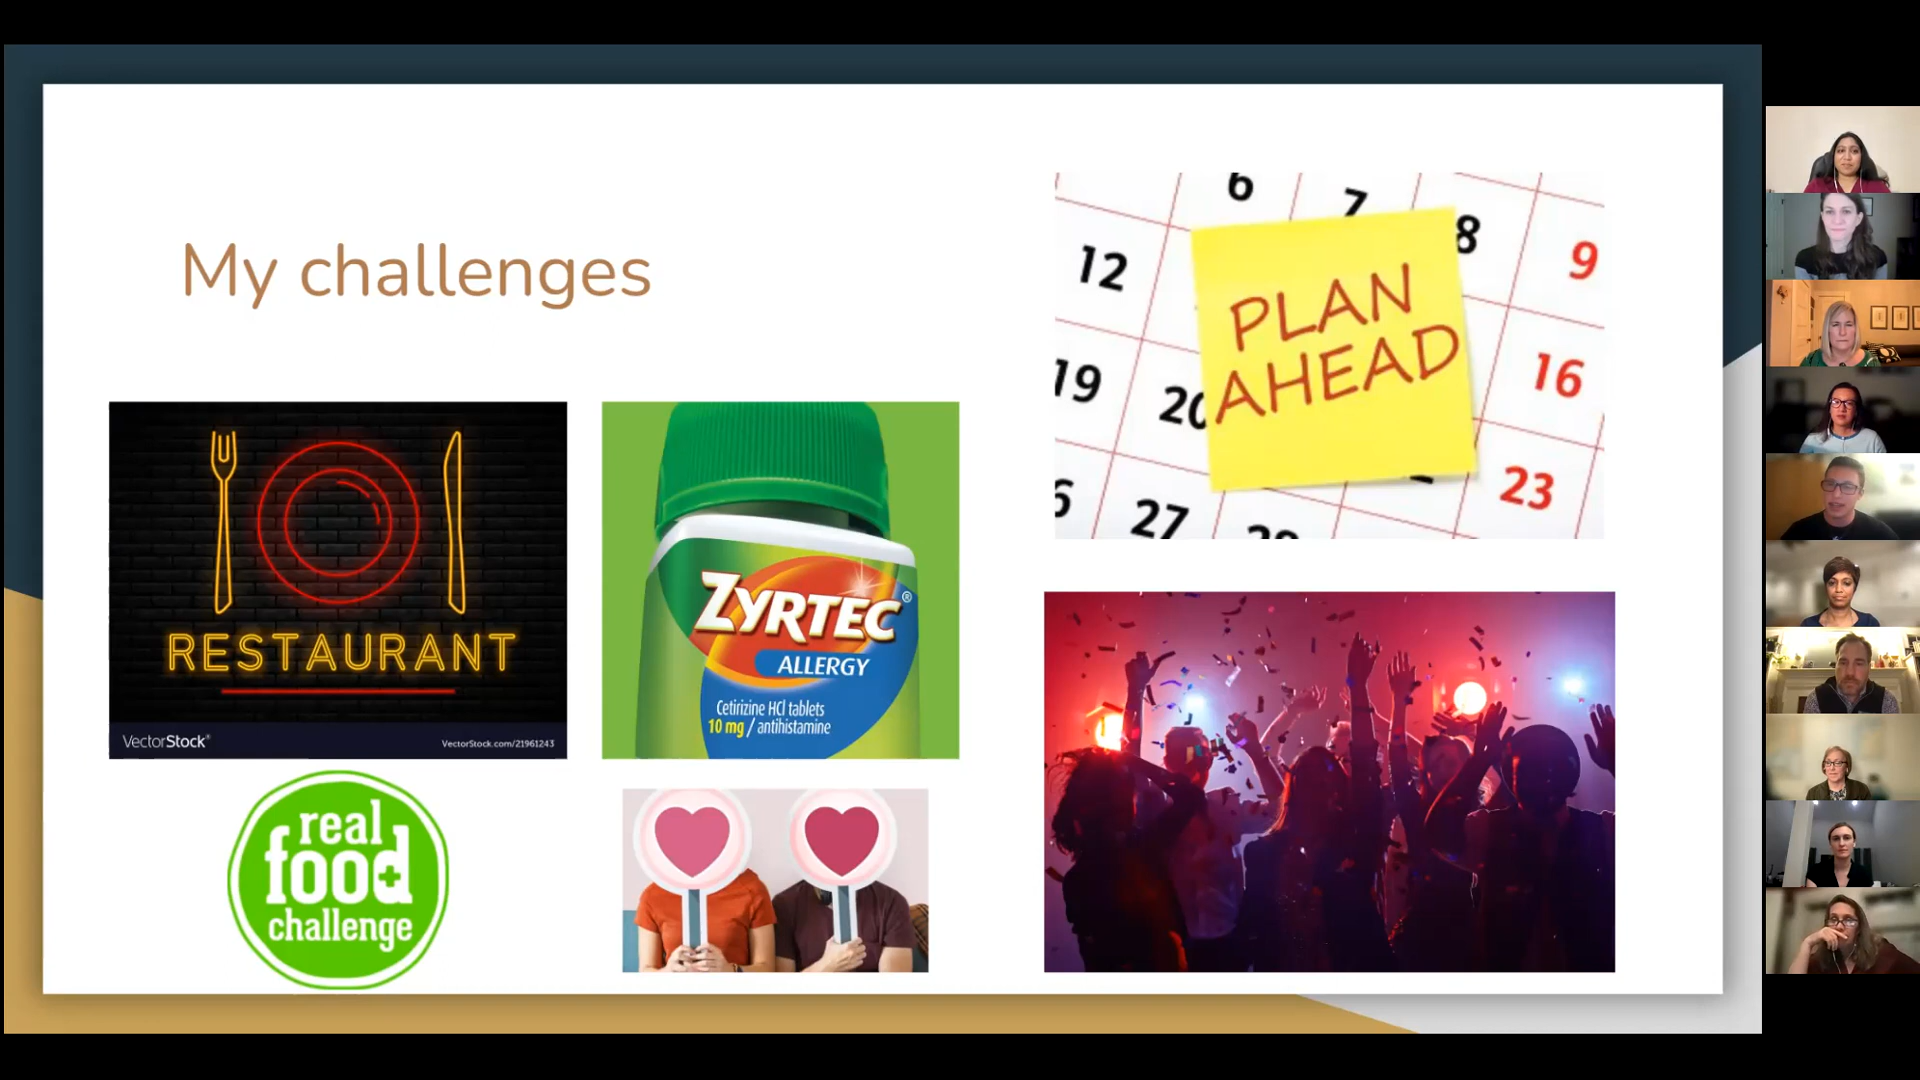 My challenges
RESTAURANT
VectorStock®
VectorStock.com/21961243
ZYRTEC®
ALLERGY
Cetirizine HCl tablets
10 mg / antihistamine
real
food
challenge
6 7 8 9
12
PLAN
AHEAD
16
19 20
23
27